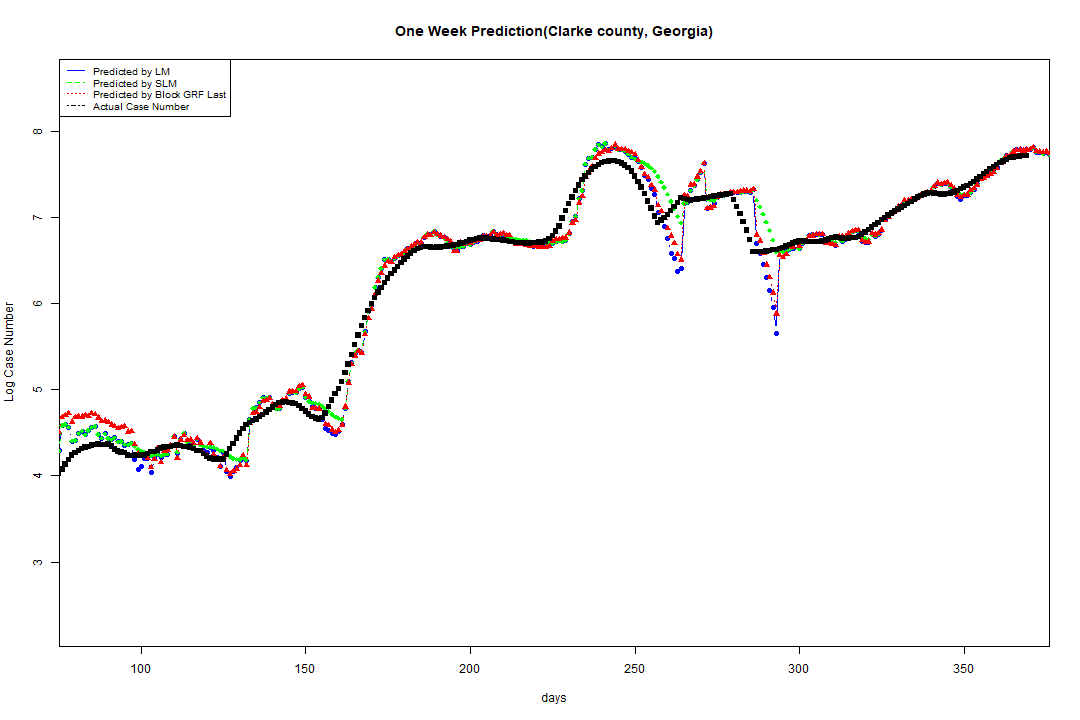 One Week Prediction(Clarke county, Georgia)
Predicted by LM
Predicted by SLM
Predicted by Block GRF Last
Actual Case Number
Log Case Number
8
7
6
5
4
3
100 150 200 250 300 350
days